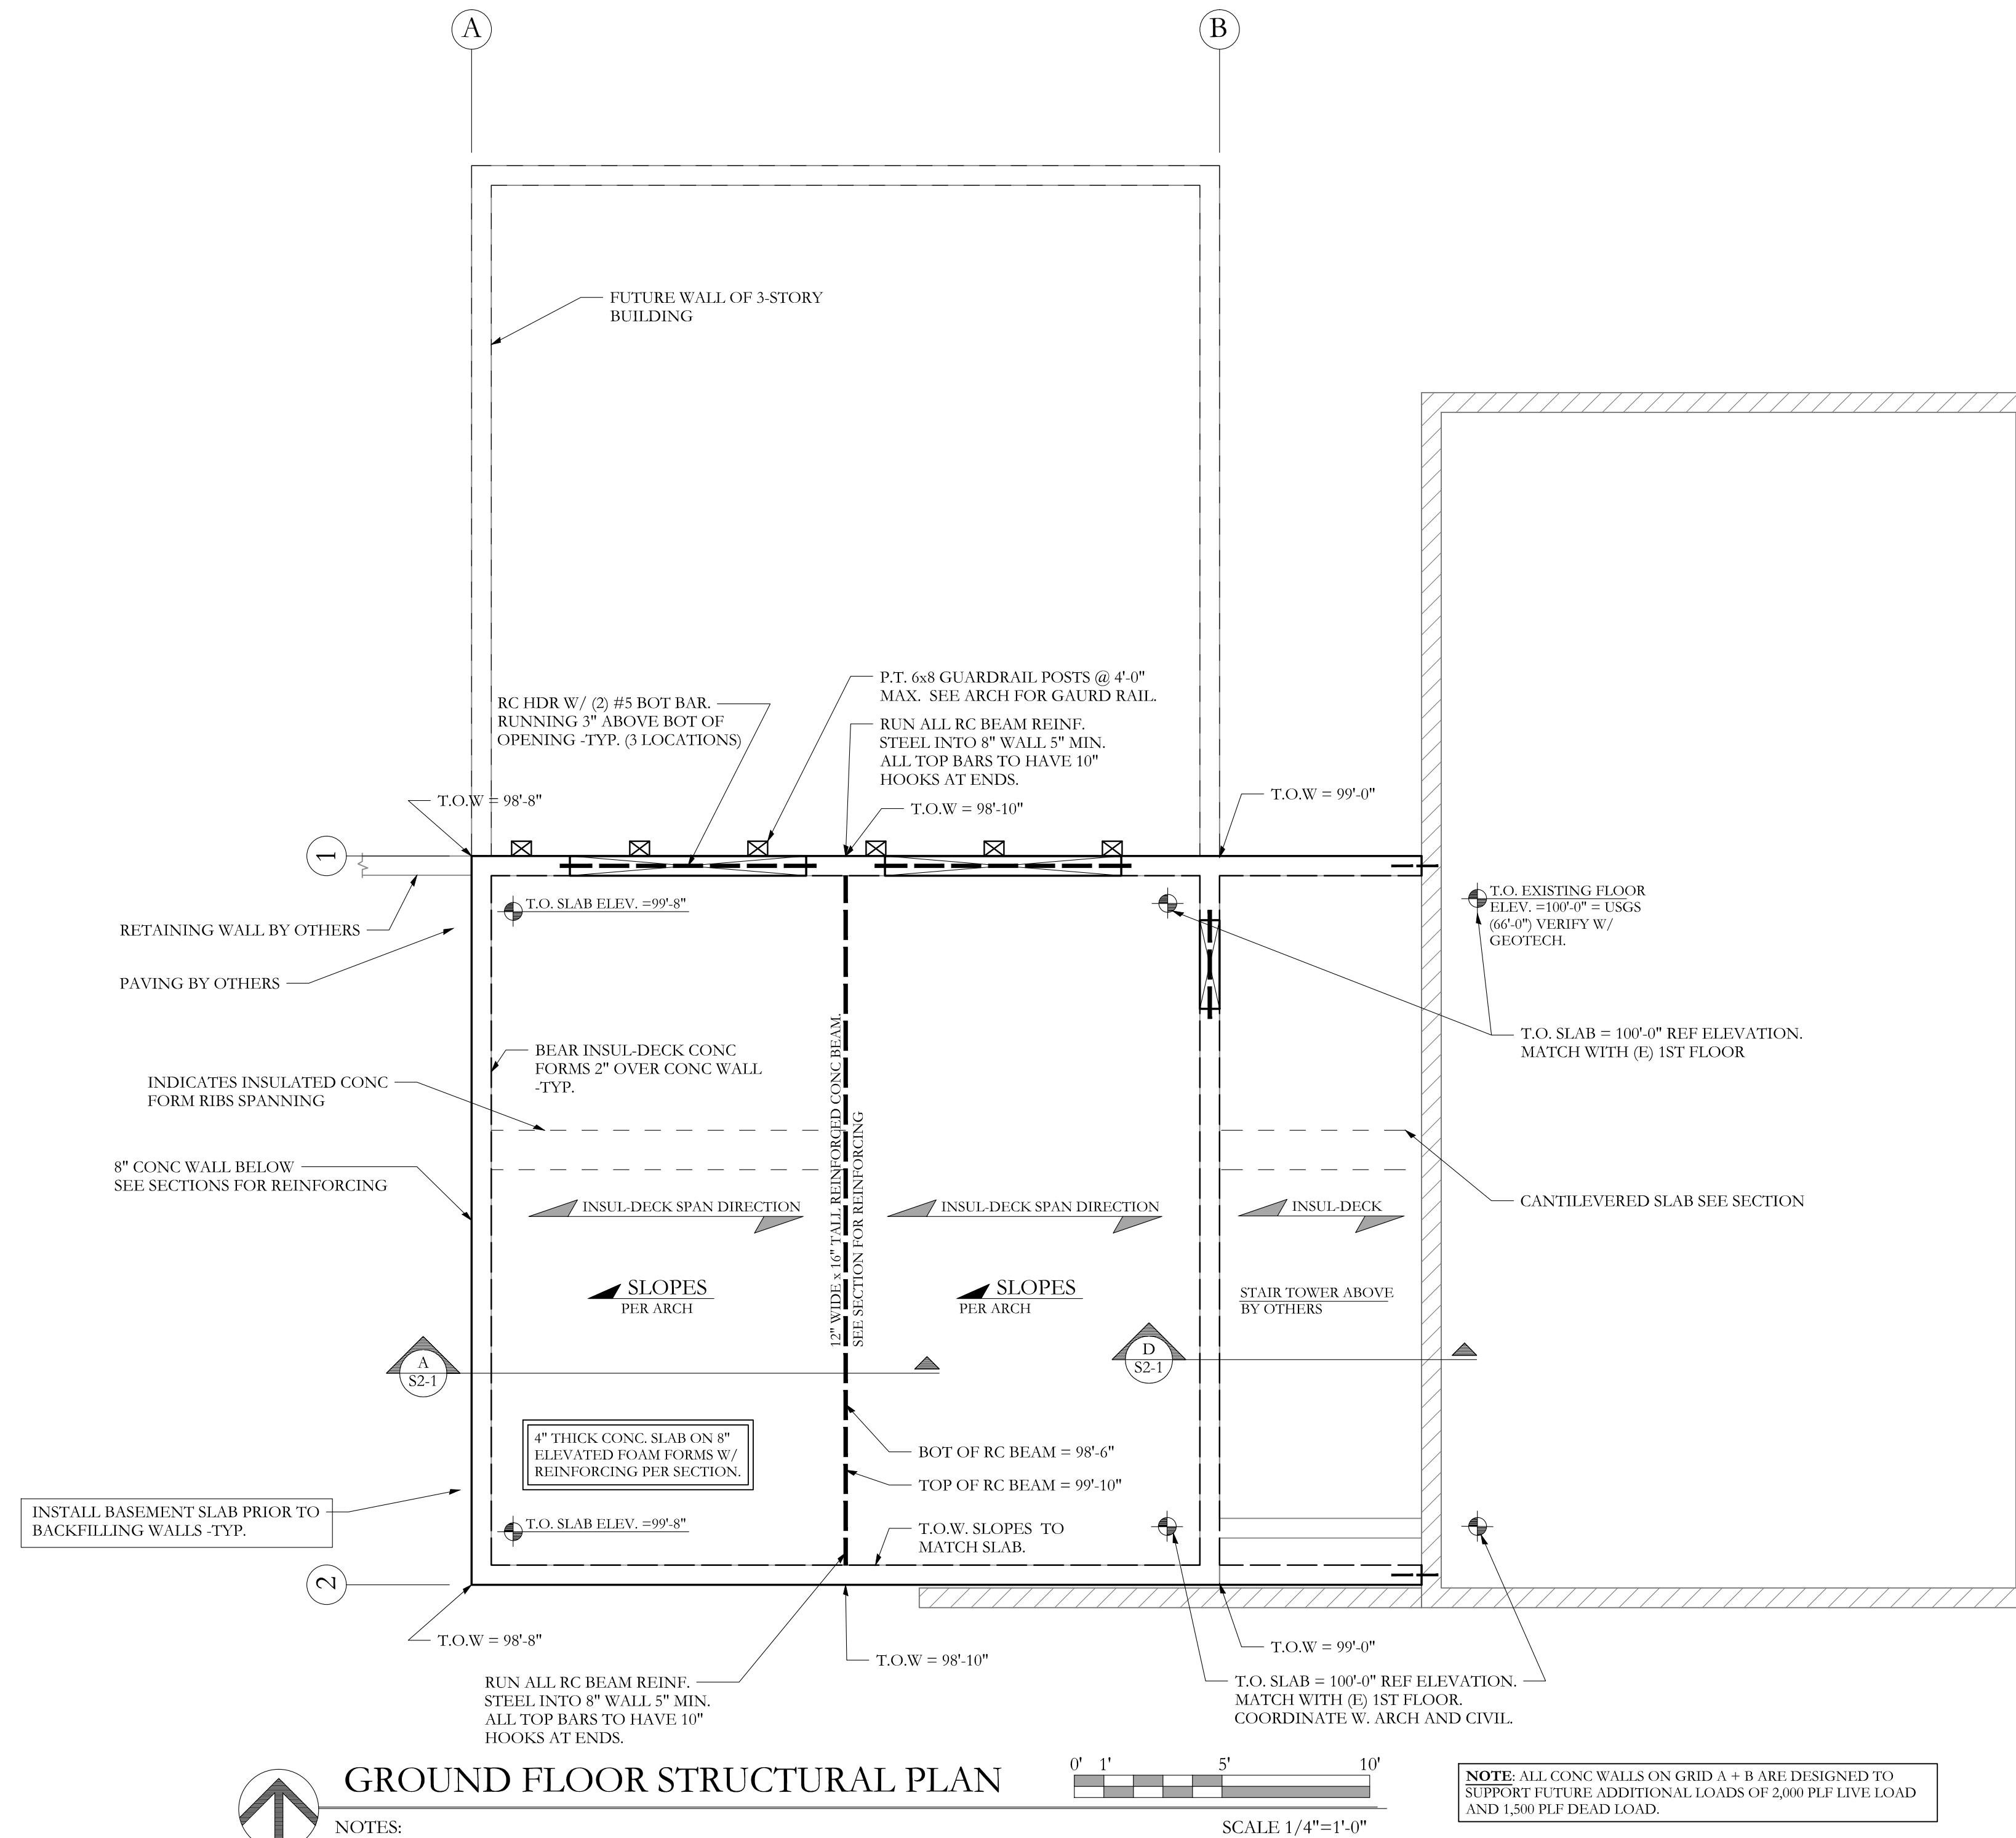 A
B
FUTURE WALL OF 3-STORY
BUILDING
P.T. 6x8 GUARDRAIL POSTS @ 4'-0"
MAX. SEE ARCH FOR GAURD RAIL.
RC HDR W/ (2) #5 BOT BAR.
RUNNING 3" ABOVE BOT OF
OPENING -TYP. (3 LOCATIONS)
RUN ALL RC BEAM REINF.
STEEL INTO 8" WALL 5" MIN.
ALL TOP BARS TO HAVE 10"
HOOKS AT ENDS.
T.O.W = 98'-8"
T.O.W = 98'-10"
T.O.W = 99'-0"
1
T.O. SLAB ELEV. =99'-8"
T.O. EXISTING FLOOR
ELEV. =100'-0" = USGS
(66'-0") VERIFY W/
GEOTECH.
RETAINING WALL BY OTHERS
PAVING BY OTHERS
T.O. SLAB = 100'-0" REF ELEVATION.
MATCH WITH (E) 1ST FLOOR
BEAR INSUL-DECK CONC
FORMS 2" OVER CONC WALL
-TYP.
INDICATES INSULATED CONC
FORM RIBS SPANNING
12" WIDE x 16" TALL REINFORCED CONC BEAM.
SEE SECTION FOR REINFORCING
8" CONC WALL BELOW
SEE SECTIONS FOR REINFORCING
INSUL-DECK SPAN DIRECTION
INSUL-DECK SPAN DIRECTION
INSUL-DECK
CANTILEVERED SLAB SEE SECTION
SLOPES
PER ARCH
SLOPES
PER ARCH
STAIR TOWER ABOVE
BY OTHERS
A
S2-1
D
S2-1
4" THICK CONC. SLAB ON 8"
ELEVATED FOAM FORMS W/
REINFORCING PER SECTION.
BOT OF RC BEAM = 98'-6"
TOP OF RC BEAM = 99'-10"
INSTALL BASEMENT SLAB PRIOR TO
BACKFILLING WALLS -TYP.
T.O. SLAB ELEV. =99'-8"
T.O.W. SLOPES TO
MATCH SLAB.
2
T.O.W = 98'-8"
T.O.W = 98'-10"
T.O.W = 99'-0"
RUN ALL RC BEAM REINF.
STEEL INTO 8" WALL 5" MIN.
ALL TOP BARS TO HAVE 10"
HOOKS AT ENDS.
T.O. SLAB = 100'-0" REF ELEVATION.
MATCH WITH (E) 1ST FLOOR.
COORDINATE W. ARCH AND CIVIL.
GROUND FLOOR STRUCTURAL PLAN
0' 1' 5' 10'
NOTES:
SCALE 1/4"=1'-0"
NOTE: ALL CONC WALLS ON GRID A + B ARE DESIGNED TO
SUPPORT FUTURE ADDITIONAL LOADS OF 2,000 PLF LIVE LOAD
AND 1,500 PLF DEAD LOAD.